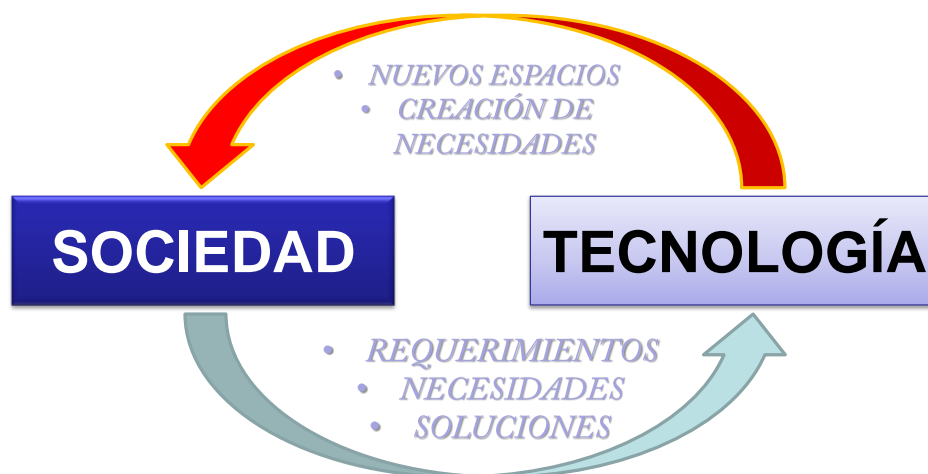 • NUEVOS ESPACIOS
• CREACIÓN DE
NECESIDADES
SOCIEDAD
TECNOLOGÍA
• REQUERIMIENTOS
• NECESIDADES
• SOLUCIONES